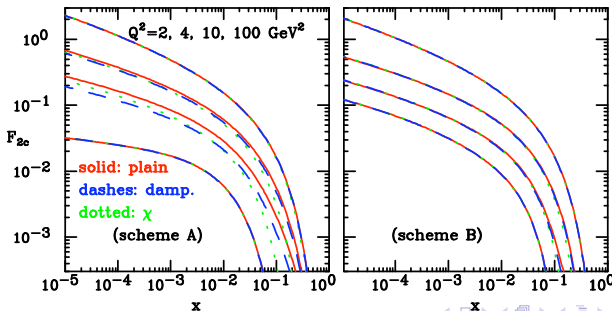 Q²=2, 4, 10, 100 GeV²
10⁰
10⁻¹
F₂c
10⁻²
10⁻³
solid: plain
dashes: damp.
dotted: χ
(scheme A)
(scheme B)
10⁻⁵ 10⁻⁴ 10⁻³ 10⁻² 10⁻¹ 10⁰
10⁻⁴ 10⁻³ 10⁻² 10⁻¹ 10⁰
x
x